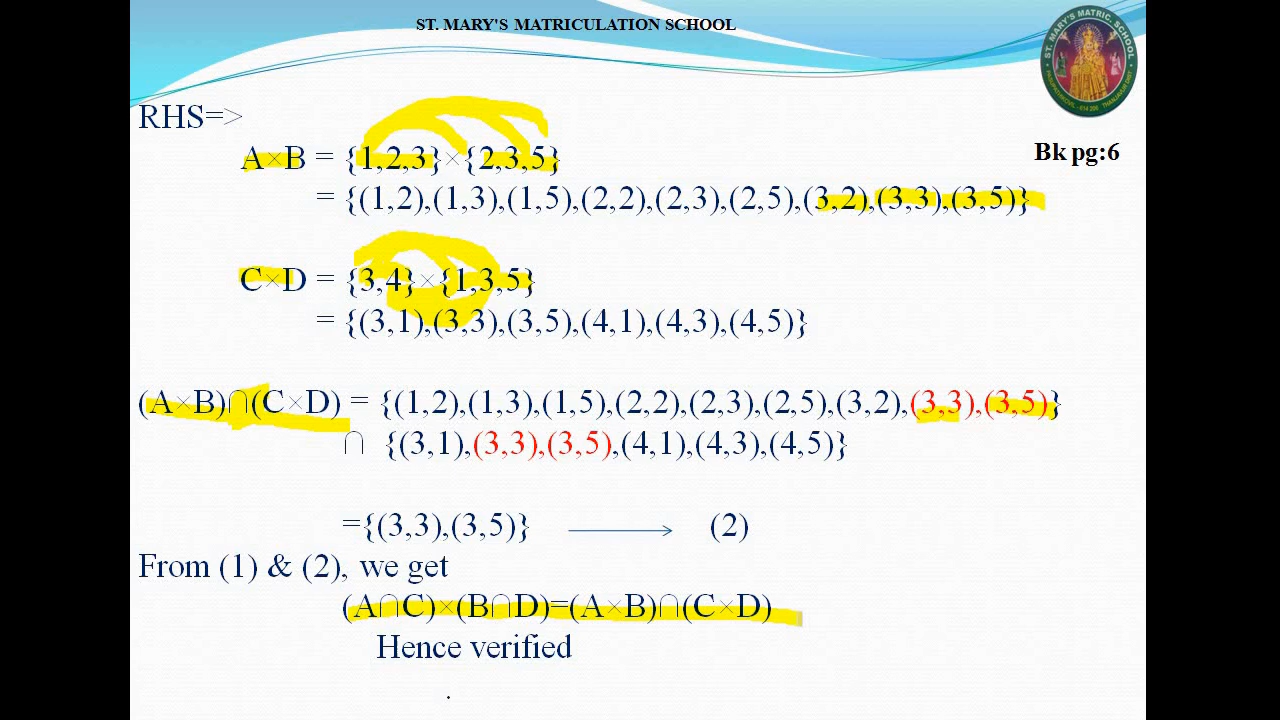 ST. MARY'S MATRICULATION SCHOOL
ST. MARY'S MATRIC. SCHOOL
Bk pg:6
RHS=>
A×B = {1,2,3}×{2,3,5}
= {(1,2),(1,3),(1,5),(2,2),(2,3),(2,5),(3,2),(3,3),(3,5)}
C×D = {3,4}×{1,3,5}
= {(3,1),(3,3),(3,5),(4,1),(4,3),(4,5)}
(A×B)∩(C×D) = {(1,2),(1,3),(1,5),(2,2),(2,3),(2,5),(3,2),(3,3),(3,5)}
∩ {(3,1),(3,3),(3,5),(4,1),(4,3),(4,5)}
={(3,3),(3,5)} ⟶ (2)
From (1) & (2), we get
(A∩C)×(B∩D)=(A×B)∩(C×D)
Hence verified
.